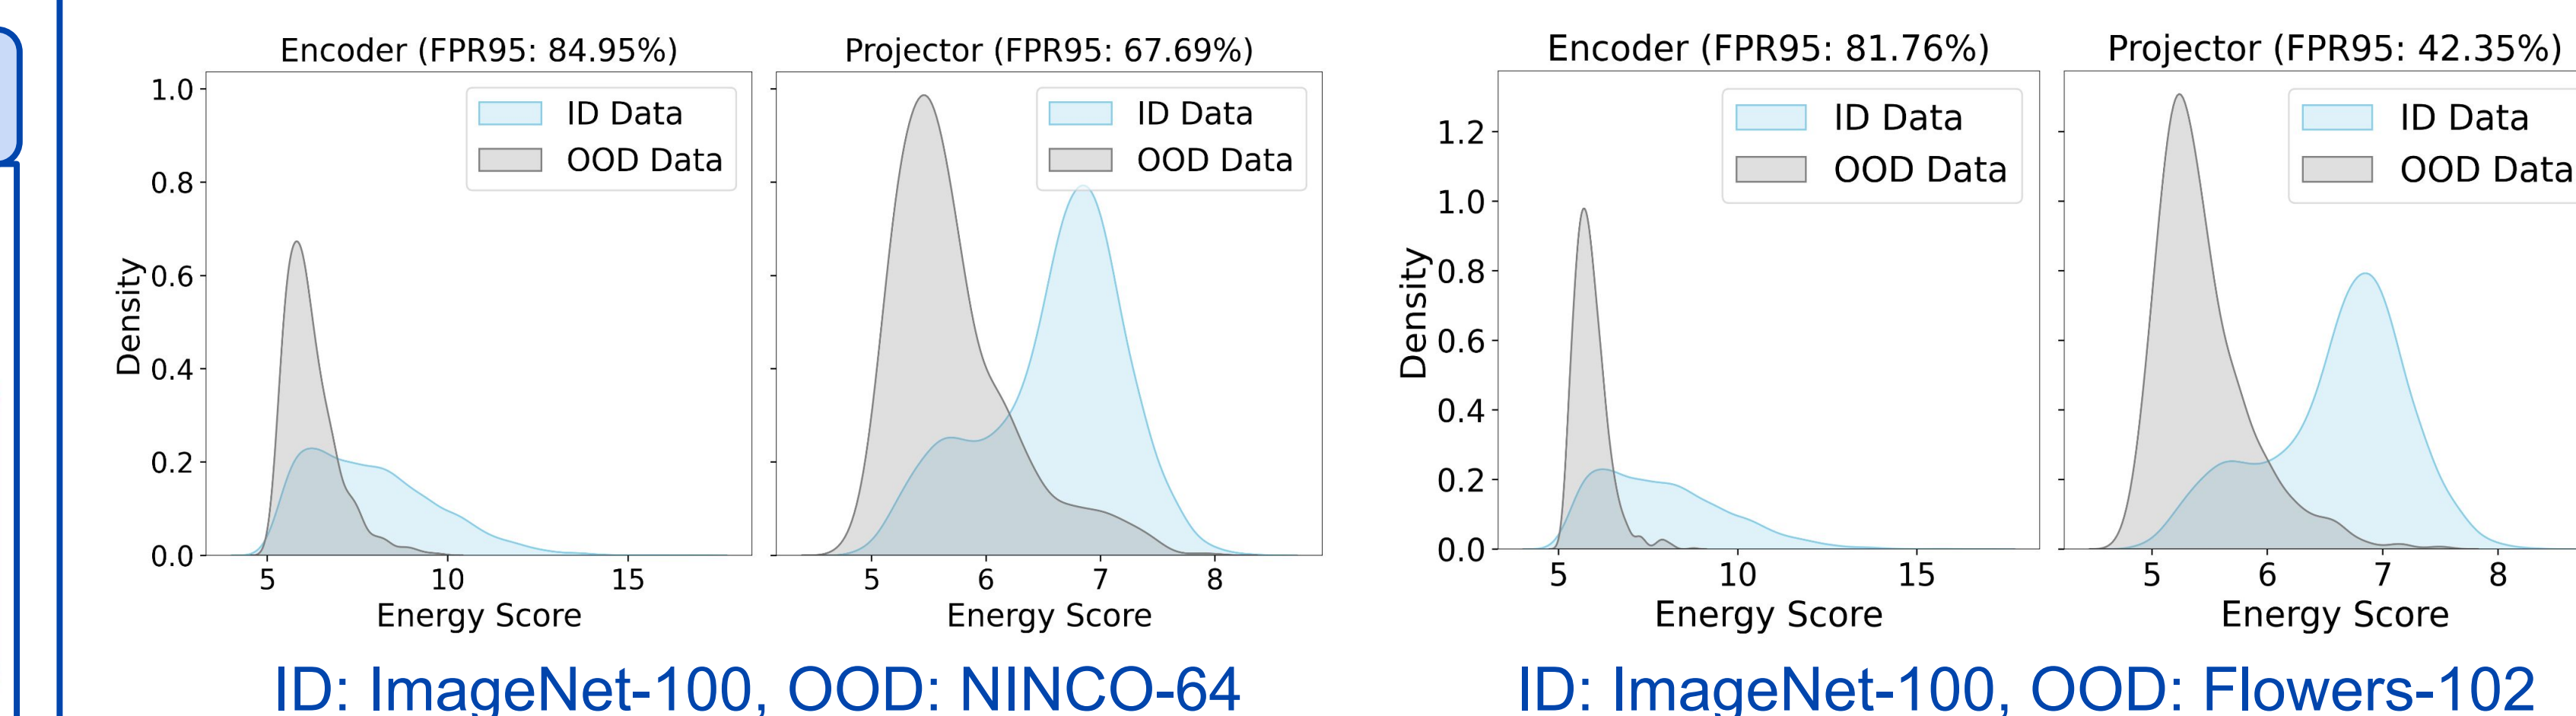 Encoder (FPR95: 84.95%)
1.0
0.8
0.6
0.4
0.2
0.0
Density
ID Data
OOD Data
5 10 15
Energy Score
Projector (FPR95: 67.69%)
ID Data
OOD Data
5 6 7 8
Energy Score
ID: ImageNet-100, OOD: NINCO-64
Encoder (FPR95: 81.76%)
1.2
1.0
0.8
0.6
0.4
0.2
0.0
Density
ID Data
OOD Data
5 10 15
Energy Score
Projector (FPR95: 42.35%)
ID Data
OOD Data
5 6 7 8
Energy Score
ID: ImageNet-100, OOD: Flowers-102